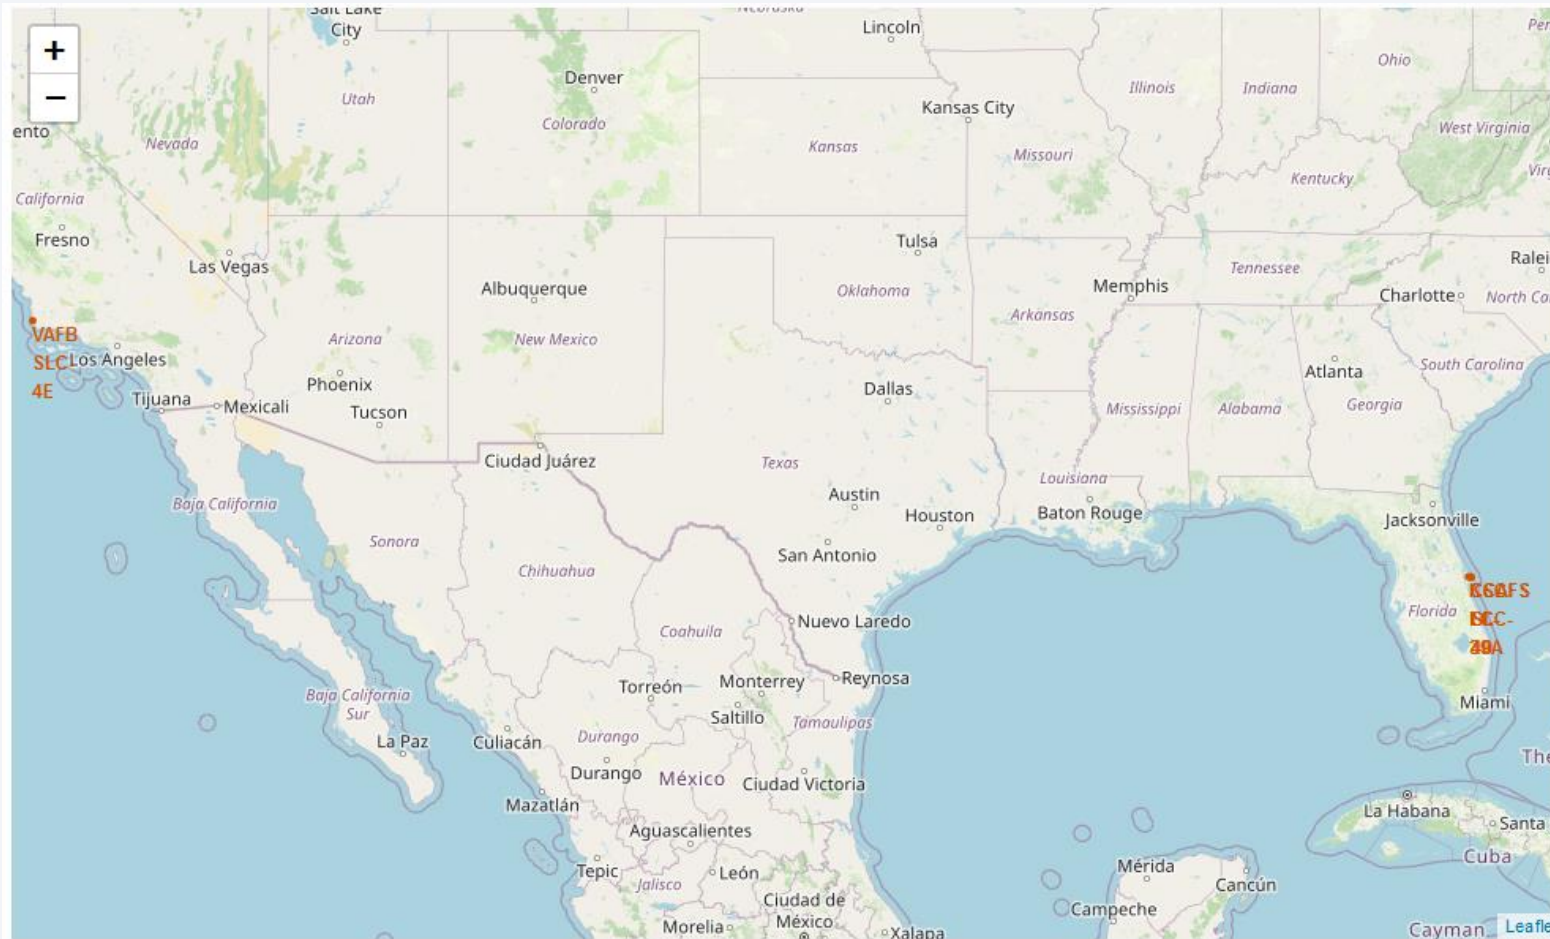 Salt Lake
City
Nebraska
Lincoln
+
−
Denver
Utah
Colorado
Kansas City
Illinois
Indiana
Ohio
ento
Nevada
Kansas
Missouri
West Virginia
California
Kentucky
Fresno
Las Vegas
Tulsa
Albuquerque
Oklahoma
Memphis
Tennessee
Charlotte
North Ca
Ralei
VAFB
SLC-
4E
Los Angeles
Arizona
New Mexico
Arkansas
Atlanta
South Carolina
Phoenix
Dallas
Tijuana
Mexicali
Tucson
Mississippi
Alabama
Georgia
Ciudad Juárez
Texas
Louisiana
Baja California
Austin
Houston
Baton Rouge
Jacksonville
Sonora
San Antonio
Chihuahua
Florida
Coahuila
Nuevo Laredo
Reynosa
Miami
Torreón
Monterrey
Baja California
Sur
Saltillo
Tamaulipas
La Paz
Culiacán
Durango
Durango
México
Ciudad Victoria
The
Mazatlán
La Habana
Santa
Aguascalientes
Cuba
Tepic
León
Mérida
Cancún
Jalisco
Ciudad de
México
Campeche
Morelia
Xalapa
Cayman
Leafle